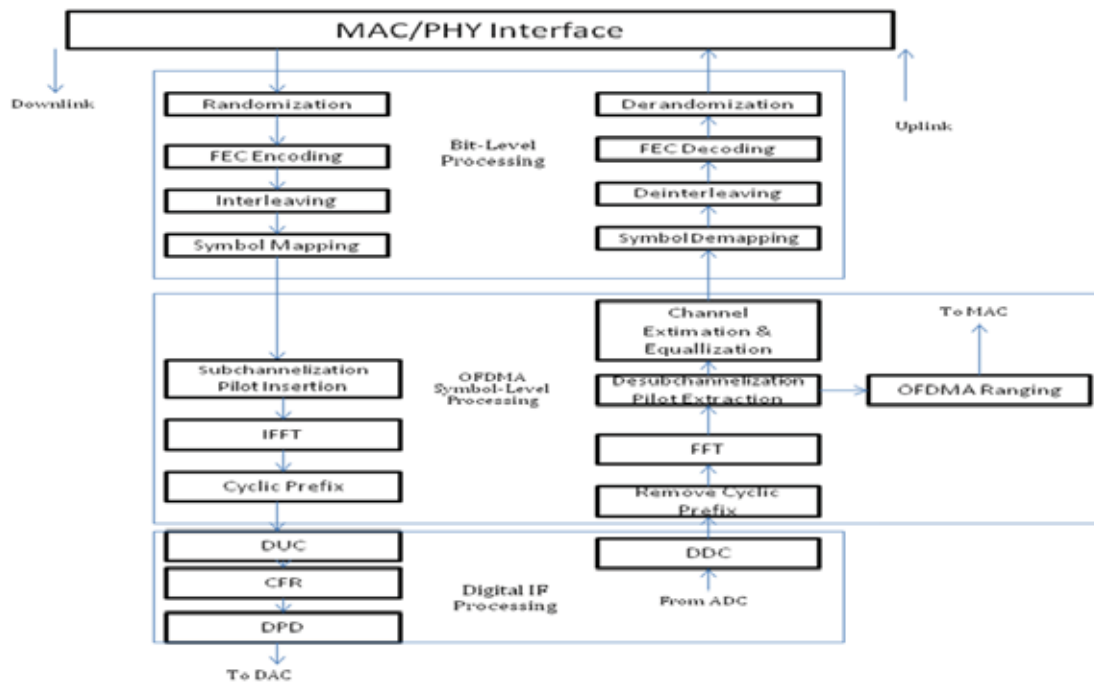 MAC/PHY Interface
Downlink
Uplink
Randomization
FEC Encoding
Interleaving
Symbol Mapping
Bit-Level
Processing
Derandomization
FEC Decoding
Deinterleaving
Symbol Demapping
Subchannelization
Pilot Insertion
IFFT
Cyclic Prefix
OFDMA
Symbol-Level
Processing
Channel
Extimation &
Equallization
Desubchannelization
Pilot Extraction
FFT
Remove Cyclic
Prefix
To MAC
OFDMA Ranging
DUC
CFR
DPD
Digital IF
Processing
DDC
From ADC
To DAC